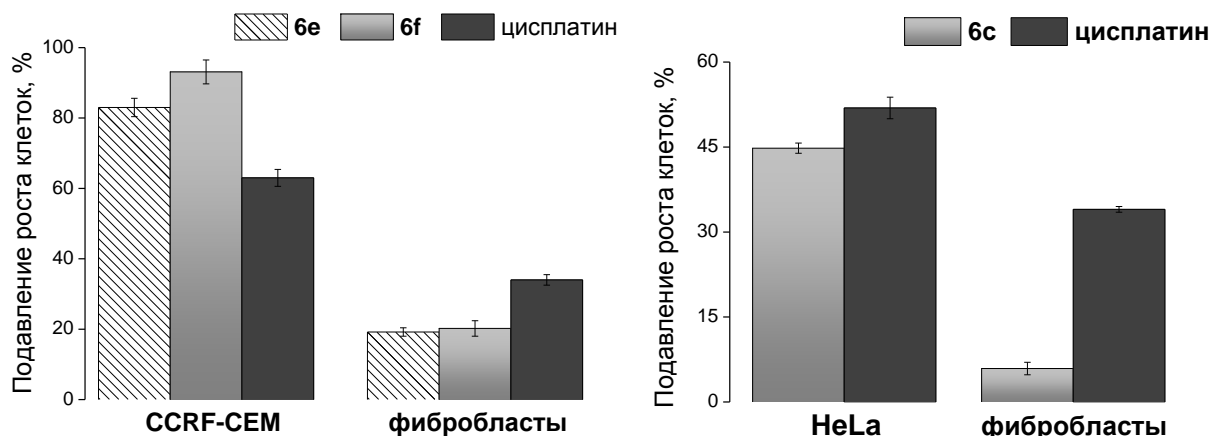 6e 6f цисплатин
Подавление роста клеток, %
100
80
60
40
20
0
CCRF-CEM фибробласты
6c цисплатин
Подавление роста клеток, %
60
45
30
15
0
HeLa фибробласты